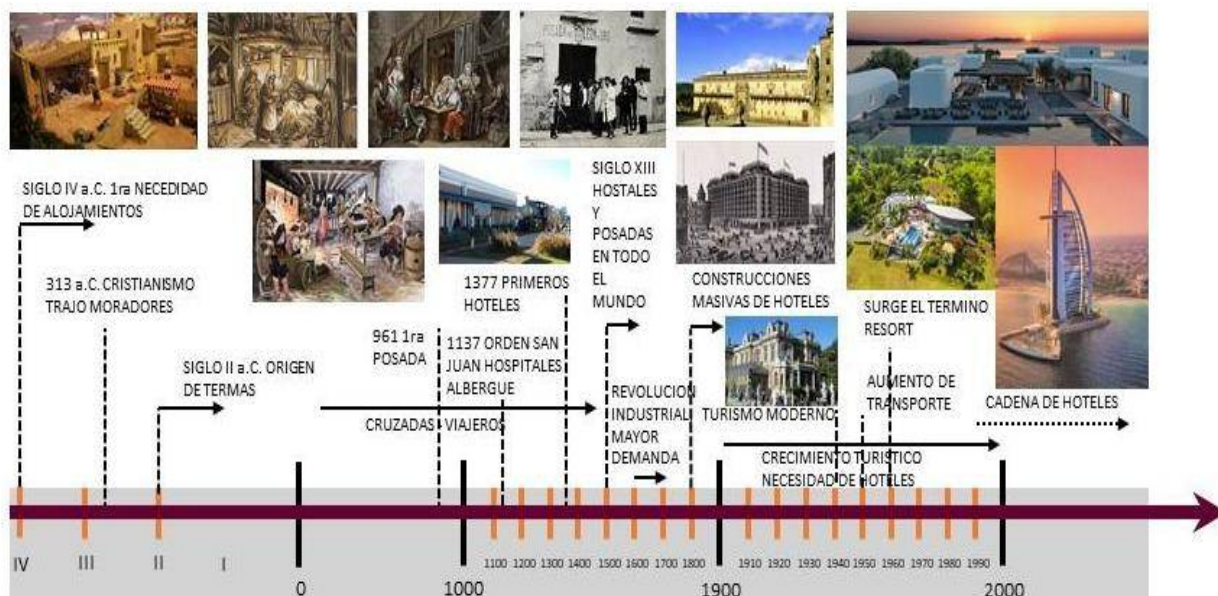 SIGLO IV a.C. 1ra NECEDIDAD
DE ALOJAMIENTOS
313 a.C. CRISTIANISMO
TRAJO MORADORES
SIGLO II a.C. ORIGEN
DE TERMAS
961 1ra
POSADA
CRUZADAS - VIAJEROS
1377 PRIMEROS
HOTELES
1137 ORDEN SAN
JUAN HOSPITALES
ALBERGUE
SIGLO XIII
HOSTALES
Y
POSADAS
EN TODO
EL
MUNDO
REVOLUCION
INDUSTRIAL
MAYOR
DEMANDA
CONSTRUCCIONES
MASIVAS DE HOTELES
TURISMO MODERNO
CRECIMIENTO TURISTICO
NECESIDAD DE HOTELES
SURGE EL TERMINO
RESORT
AUMENTO DE
TRANSPORTE
CADENA DE HOTELES
IV III II I 0 1000 1100 1200 1300 1400 1500 1600 1700 1800 1900 1910 1920 1930 1940 1950 1960 1970 1980 1990 2000